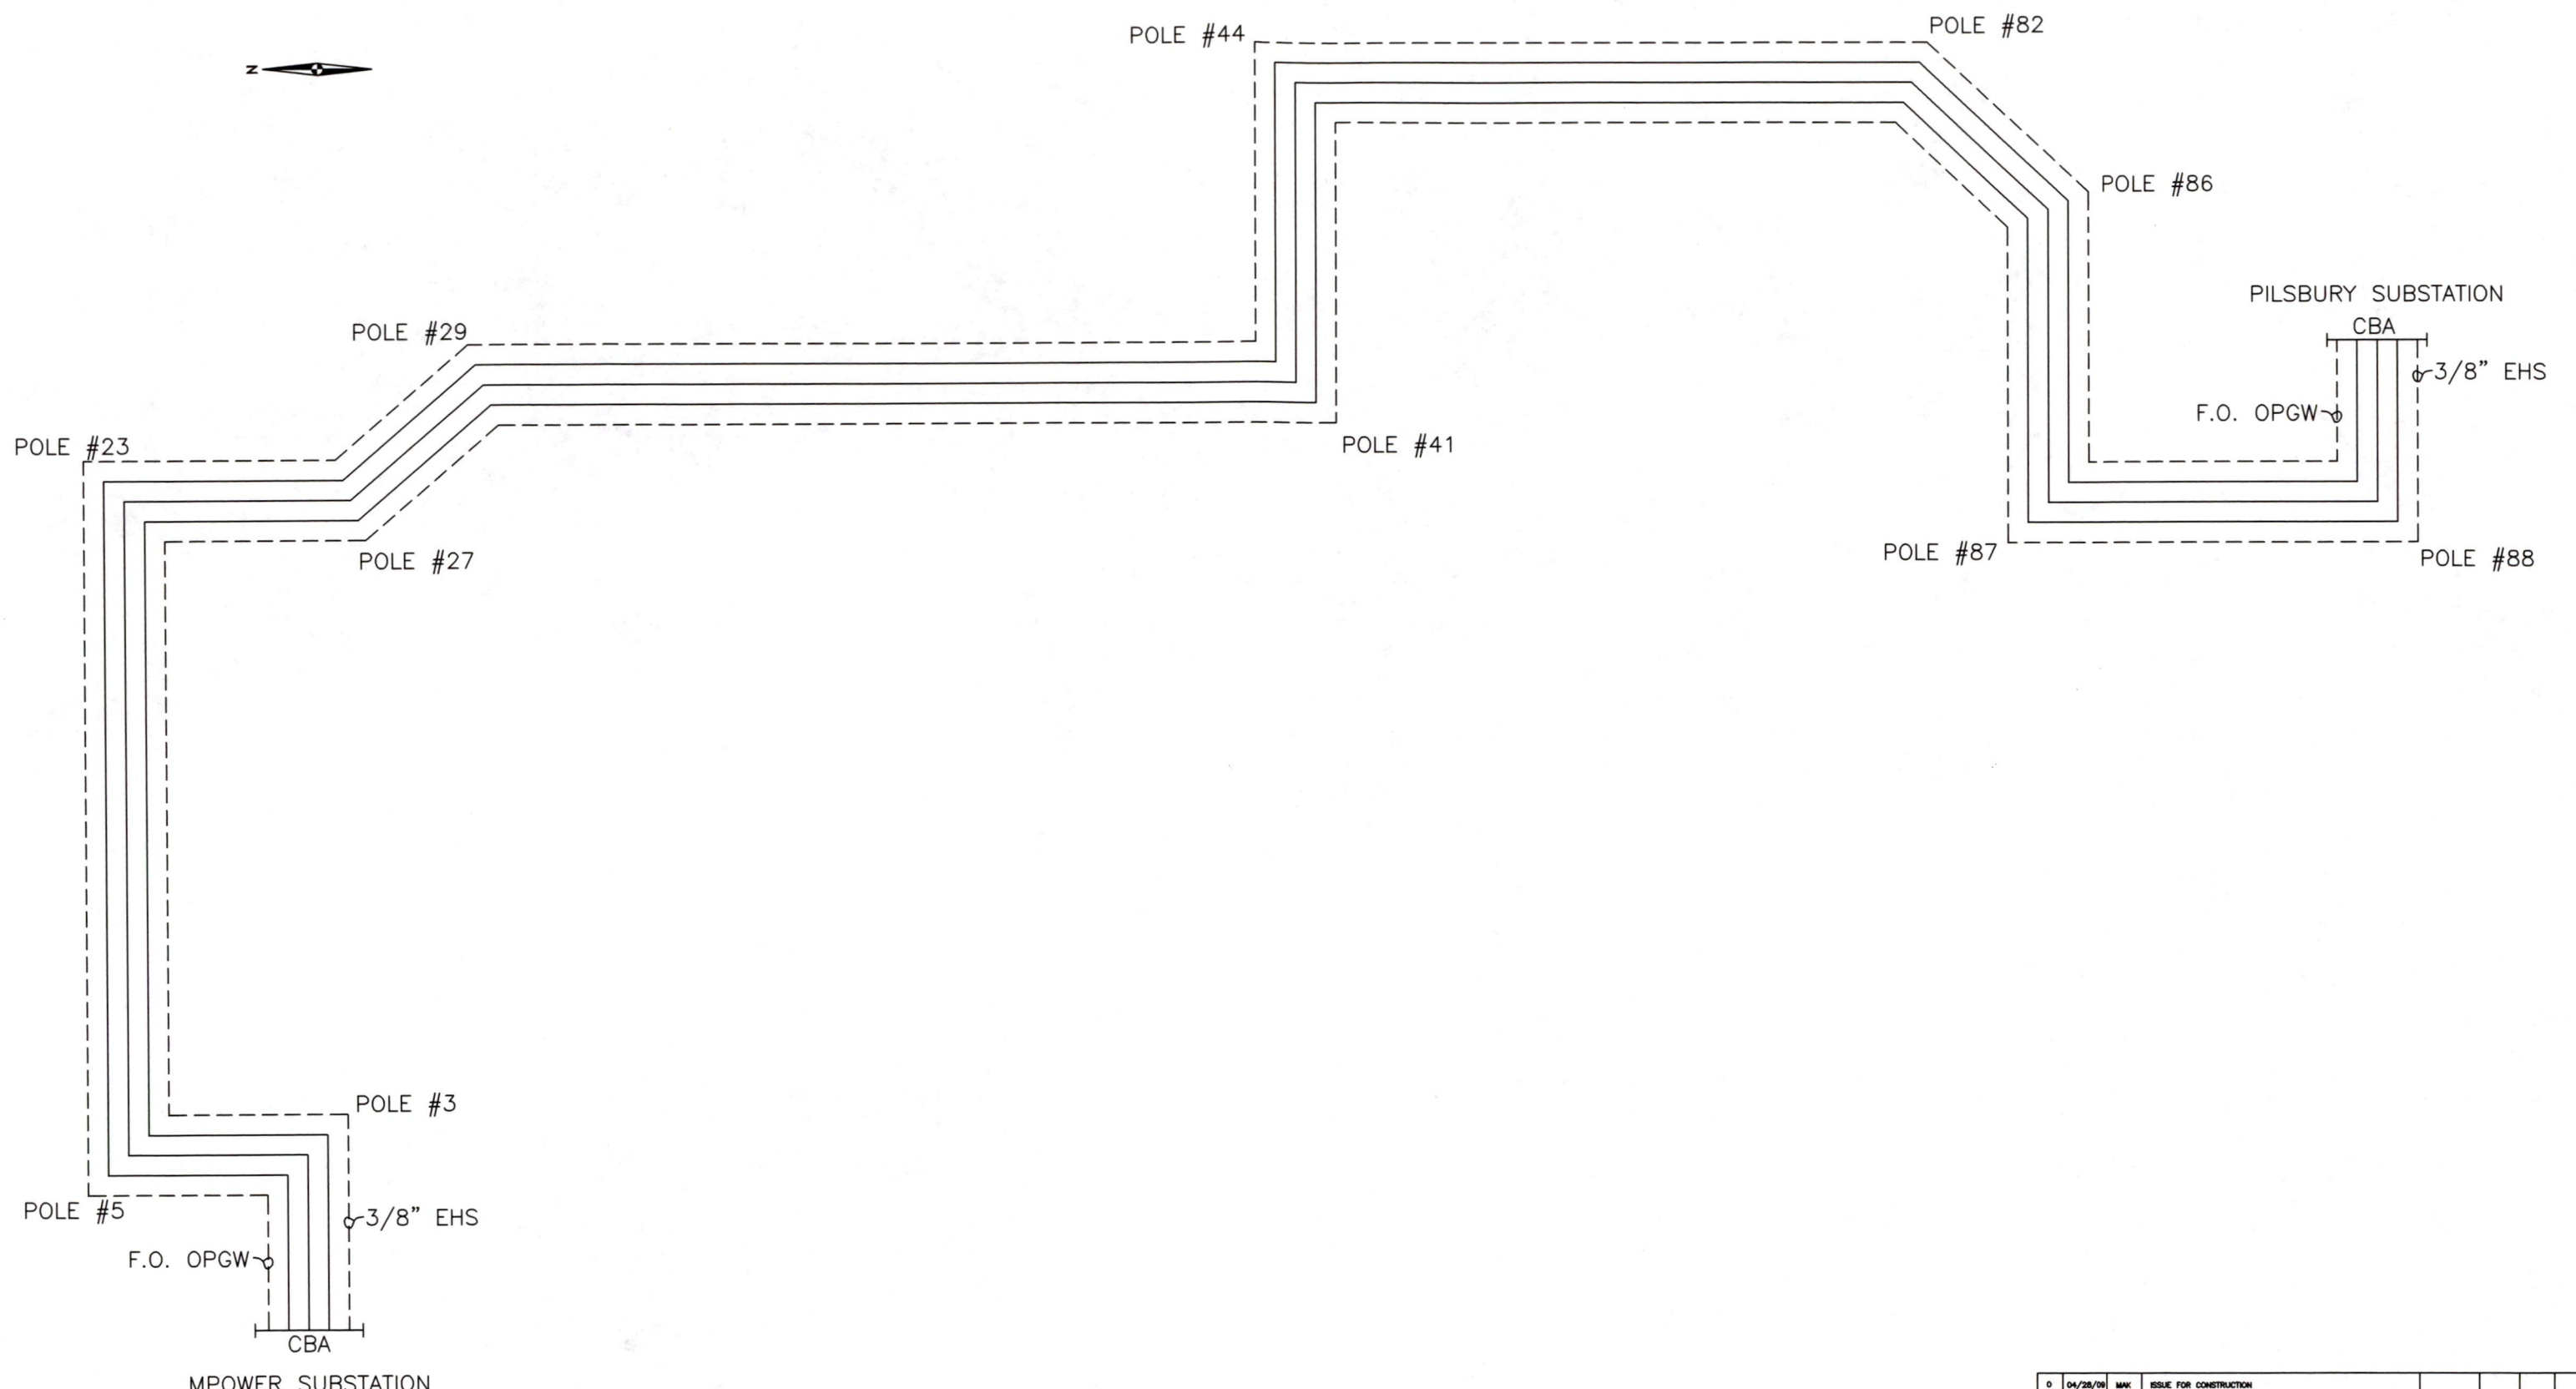 POLE #44
POLE #82
N
POLE #86
PILSBURY SUBSTATION
CBA
POLE #29
3/8" EHS
F.O. OPGW
POLE #23
POLE #41
POLE #27
POLE #87
POLE #88
POLE #3
POLE #5
3/8" EHS
F.O. OPGW
CBA
MPOWER SUBSTATION
0 04/28/09 MAK ISSUE FOR CONSTRUCTION